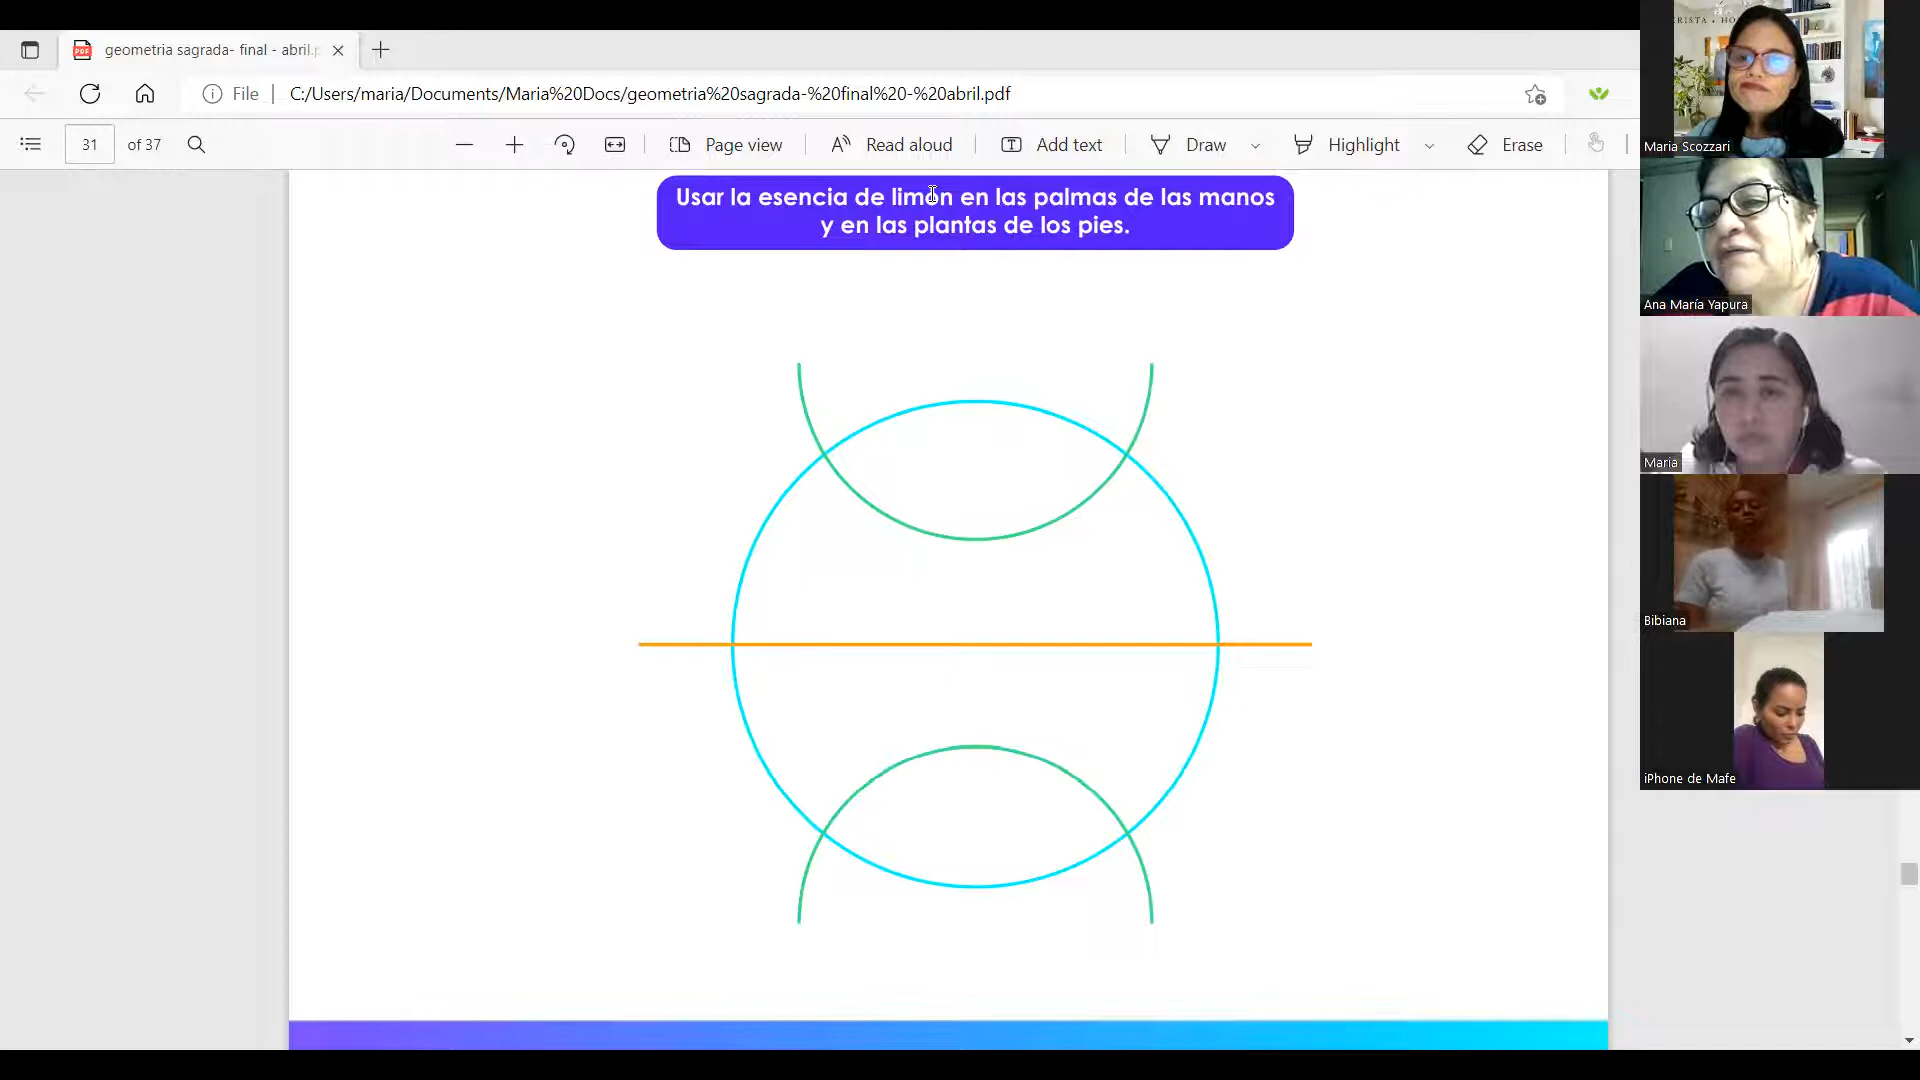 geometria sagrada- final - abril.p
File
C:/Users/maria/Documents/Maria%20Docs/geometria%20sagrada-%20final%20-%20abril.pdf
31 of 37
Page view
Read aloud
Add text
Draw
Highlight
Erase
Usar la esencia de limón en las palmas de las manos
y en las plantas de los pies.
Maria Scozzari
Ana María Yapura
Maria
Bibiana
iPhone de Mafe